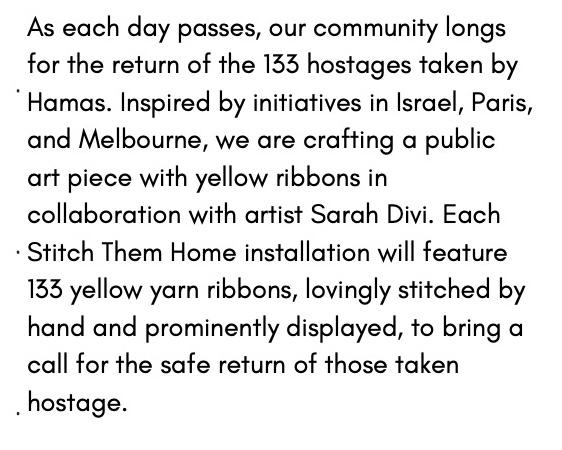 As each day passes, our community longs
for the return of the 133 hostages taken by
Hamas. Inspired by initiatives in Israel, Paris,
and Melbourne, we are crafting a public
art piece with yellow ribbons in
collaboration with artist Sarah Divi. Each
Stitch Them Home installation will feature
133 yellow yarn ribbons, lovingly stitched by
hand and prominently displayed, to bring a
call for the safe return of those taken
hostage.